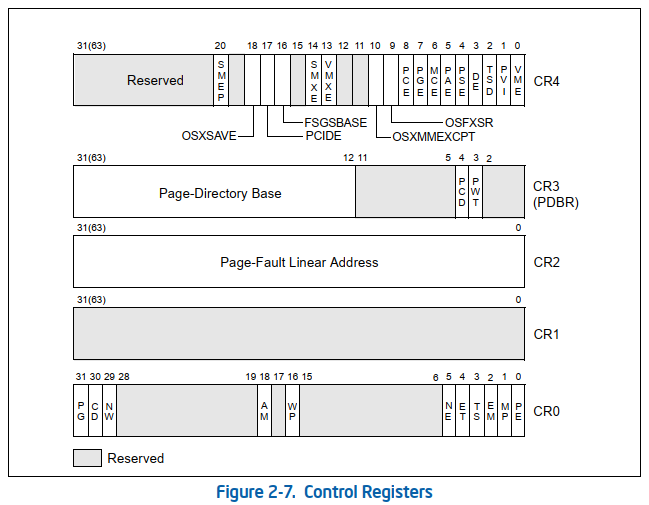 31(63) 20 18 17 16 15 14 13 12 11 10 9 8 7 6 5 4 3 2 1 0
Reserved SMEP SMXE VMXE PCE PGE MCE PAE PSE DE TSD PVI VME CR4
OSXSAVE PCIDE FSGSBASE OSXMMEXCPT OSFXSR
31(63) 12 11 5 4 3 2
Page-Directory Base PCD PWT CR3
(PDBR)
31(63) 0
Page-Fault Linear Address CR2
31(63) 0
CR1
31 30 29 28 19 18 17 16 15 6 5 4 3 2 1 0
PG CD NW AM WP NE ET TS EM MP PE CR0
Reserved
Figure 2-7. Control Registers